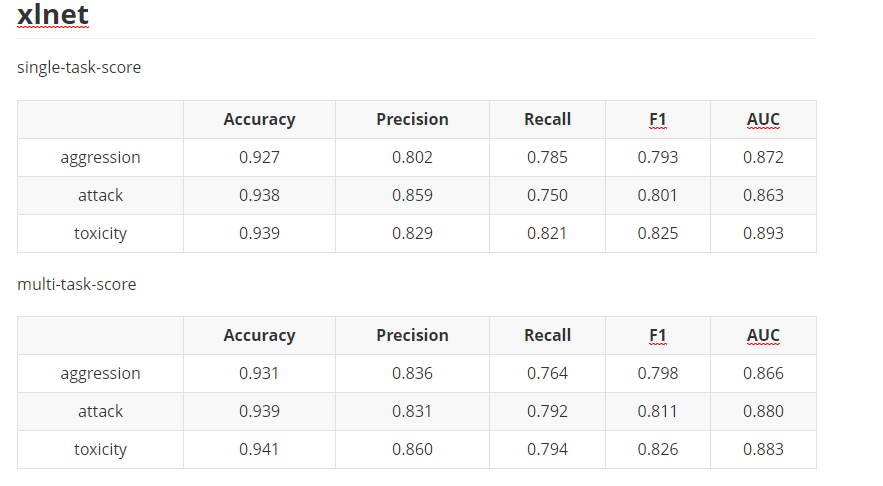 xlnet
single-task-score
Accuracy Precision Recall F1 AUC
aggression 0.927 0.802 0.785 0.793 0.872
attack 0.938 0.859 0.750 0.801 0.863
toxicity 0.939 0.829 0.821 0.825 0.893
multi-task-score
Accuracy Precision Recall F1 AUC
aggression 0.931 0.836 0.764 0.798 0.866
attack 0.939 0.831 0.792 0.811 0.880
toxicity 0.941 0.860 0.794 0.826 0.883